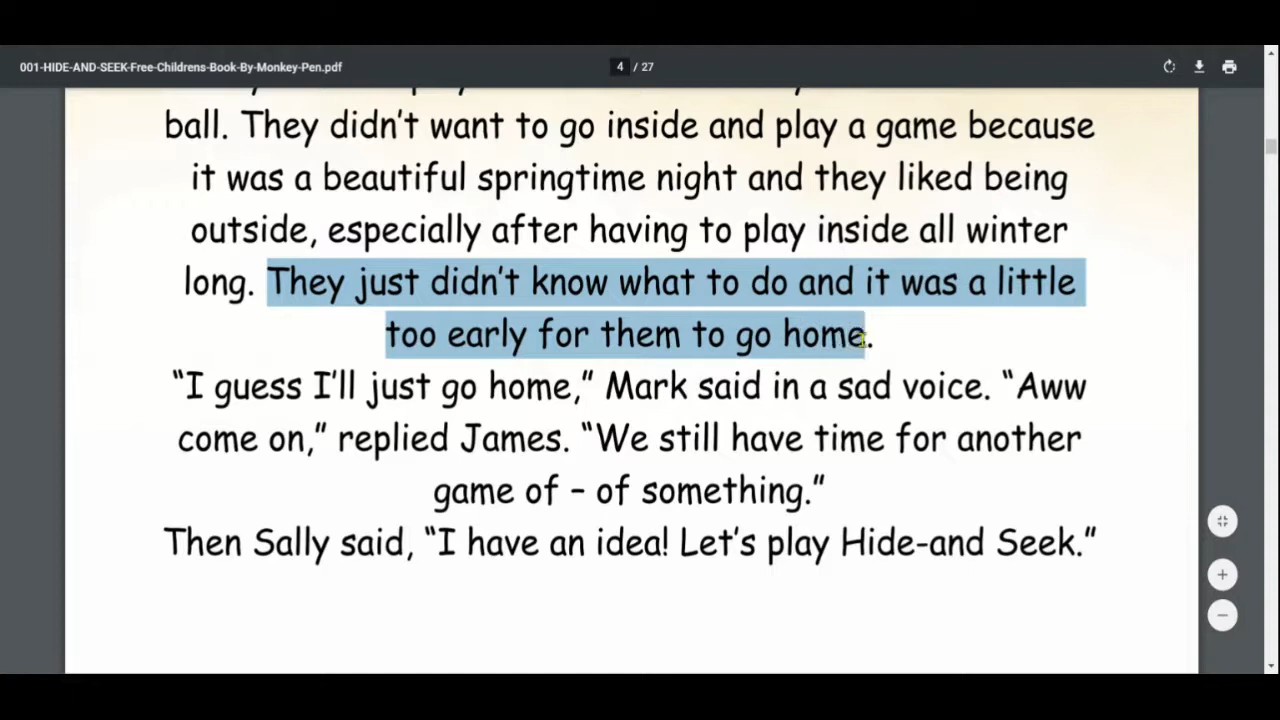 001-HIDE-AND-SEEK-Free-Childrens-Book-By-Monkey-Pen.pdf
4 / 27
ball. They didn't want to go inside and play a game because
it was a beautiful springtime night and they liked being
outside, especially after having to play inside all winter
long. They just didn't know what to do and it was a little
too early for them to go home.
“I guess I'll just go home,” Mark said in a sad voice. “Aww
come on,” replied James. “We still have time for another
game of – of something.”
Then Sally said, “I have an idea! Let's play Hide-and Seek.”